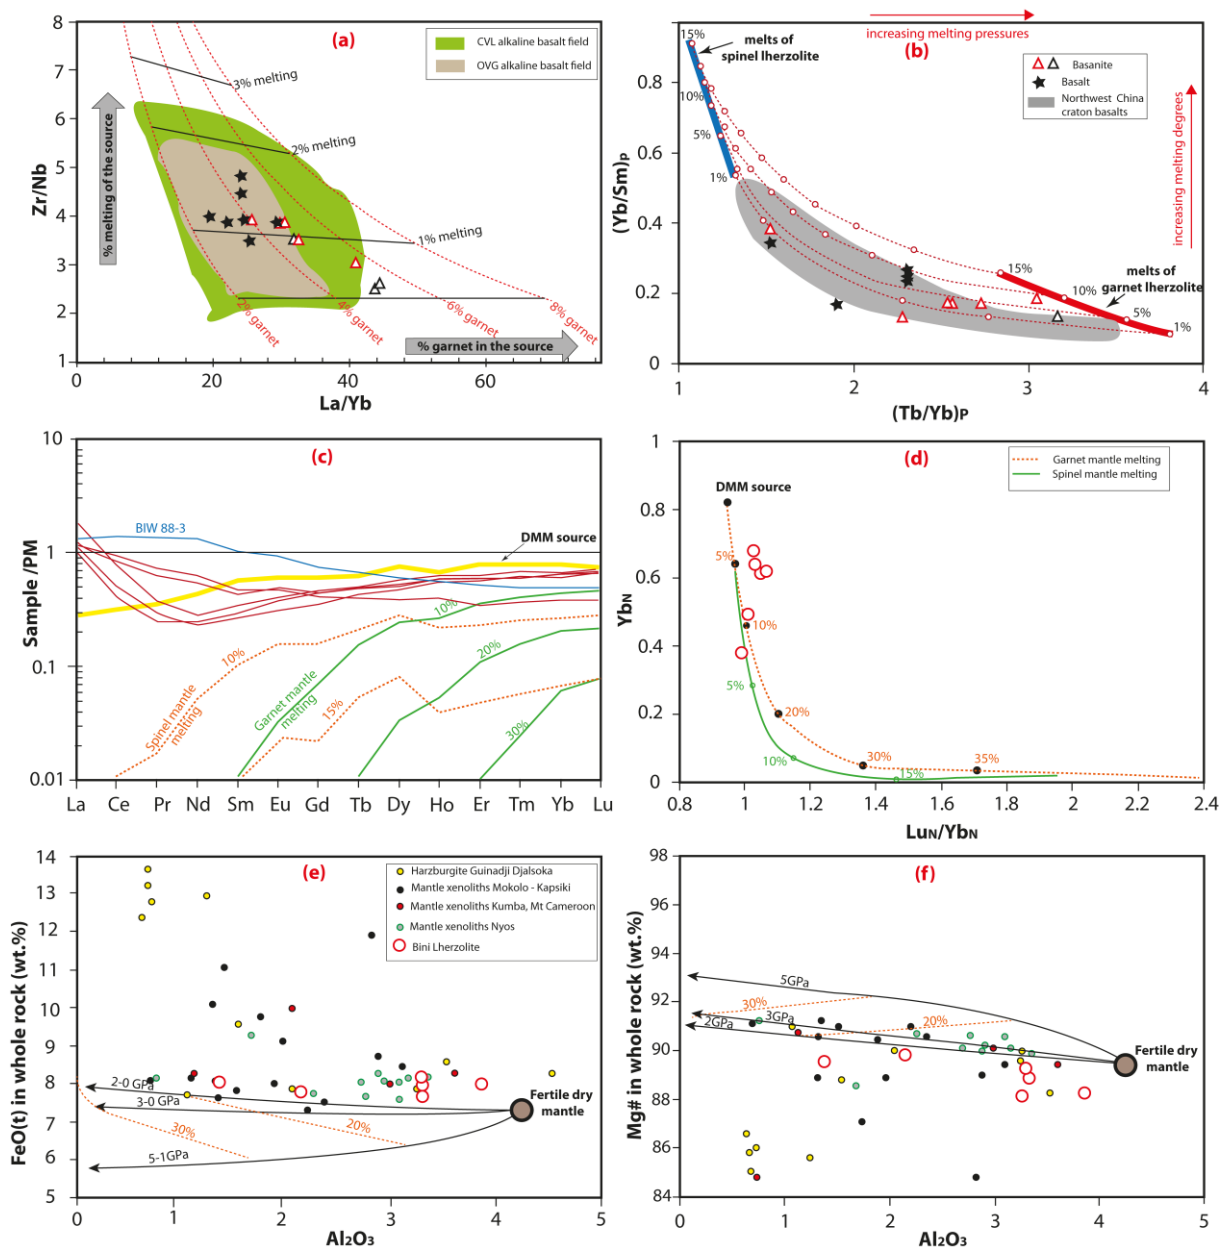 (a)
CVL alkaline basalt field
OVG alkaline basalt field
3% melting
2% melting
1% melting
2% garnet
4% garnet
6% garnet
8% garnet
% melting of the source
% garnet in the source
Zr/Nb
8
7
6
5
4
3
2
1
0
20
40
60
La/Yb
increasing melting pressures
(b)
15%
melts of
spinel lherzolite
10%
5%
1%
Basanite
Basalt
Northwest China
craton basalts
increasing melting degrees
15%
melts of
garnet lherzolite
10%
5%
1%
(Yb/Sm)P
0.8
0.6
0.4
0.2
0
1
2
3
4
(Tb/Yb)P
(c)
BIW 88-3
DMM source
10%
Spinel mantle
melting
10%
Garnet mantle
melting
15%
20%
30%
Sample /PM
10
1
0.1
0.01
La
Ce
Pr
Nd
Sm
Eu
Gd
Tb
Dy
Ho
Er
Tm
Yb
Lu
(d)
Garnet mantle melting
Spinel mantle melting
DMM source
5%
10%
20%
30%
35%
5%
10%
15%
YbN
1
0.8
0.6
0.4
0.2
0
0.8
1
1.2
1.4
1.6
1.8
2
2.2
2.4
LuN/YbN
(e)
Harzburgite Guinadji Djalsoka
Mantle xenoliths Mokolo - Kapsiki
Mantle xenoliths Kumba, Mt Cameroon
Mantle xenoliths Nyos
Bini Lherzolite
2-0 GPa
3-0 GPa
5-1GPa
30%
20%
Fertile dry
mantle
FeO(t) in whole rock (wt.%)
14
13
12
11
10
9
8
7
6
5
0
1
2
3
4
5
Al2O3
(f)
5GPa
3GPa
2GPa
30%
20%
Fertile dry
mantle
Mg# in whole rock (wt.%)
98
96
94
92
90
88
86
84
0
1
2
3
4
5
Al2O3